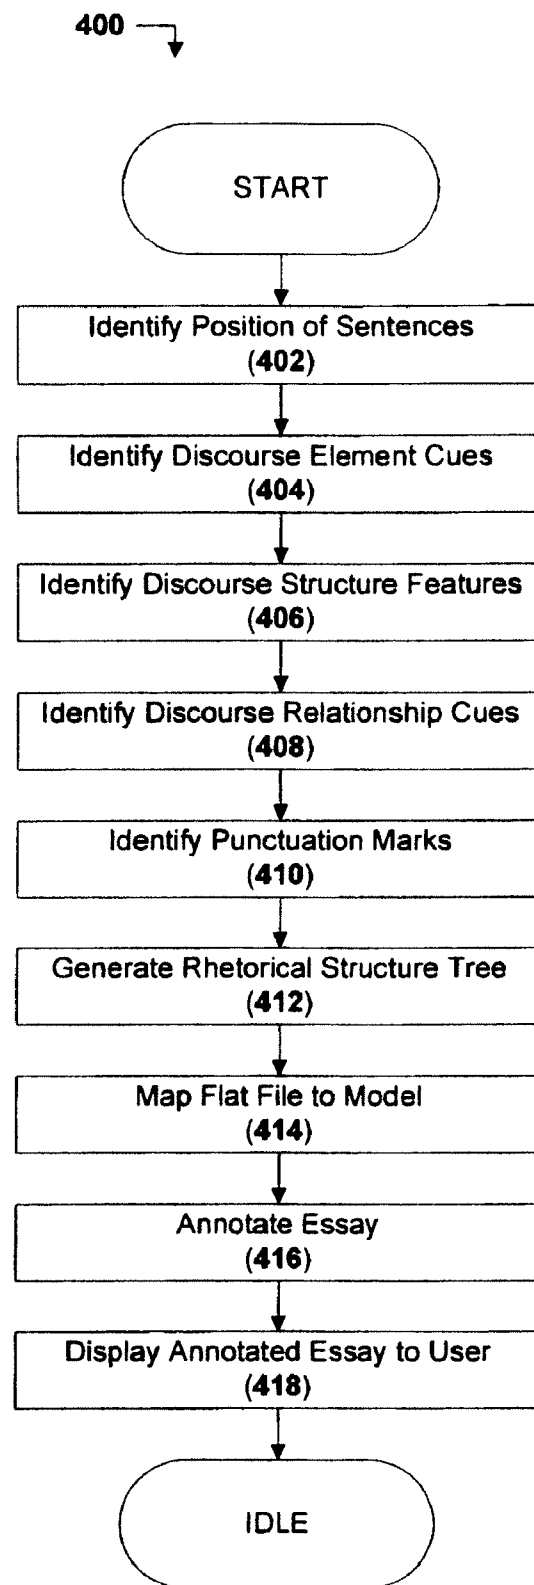 400
START
Identify Position of Sentences
(402)
Identify Discourse Element Cues
(404)
Identify Discourse Structure Features
(406)
Identify Discourse Relationship Cues
(408)
Identify Punctuation Marks
(410)
Generate Rhetorical Structure Tree
(412)
Map Flat File to Model
(414)
Annotate Essay
(416)
Display Annotated Essay to User
(418)
IDLE